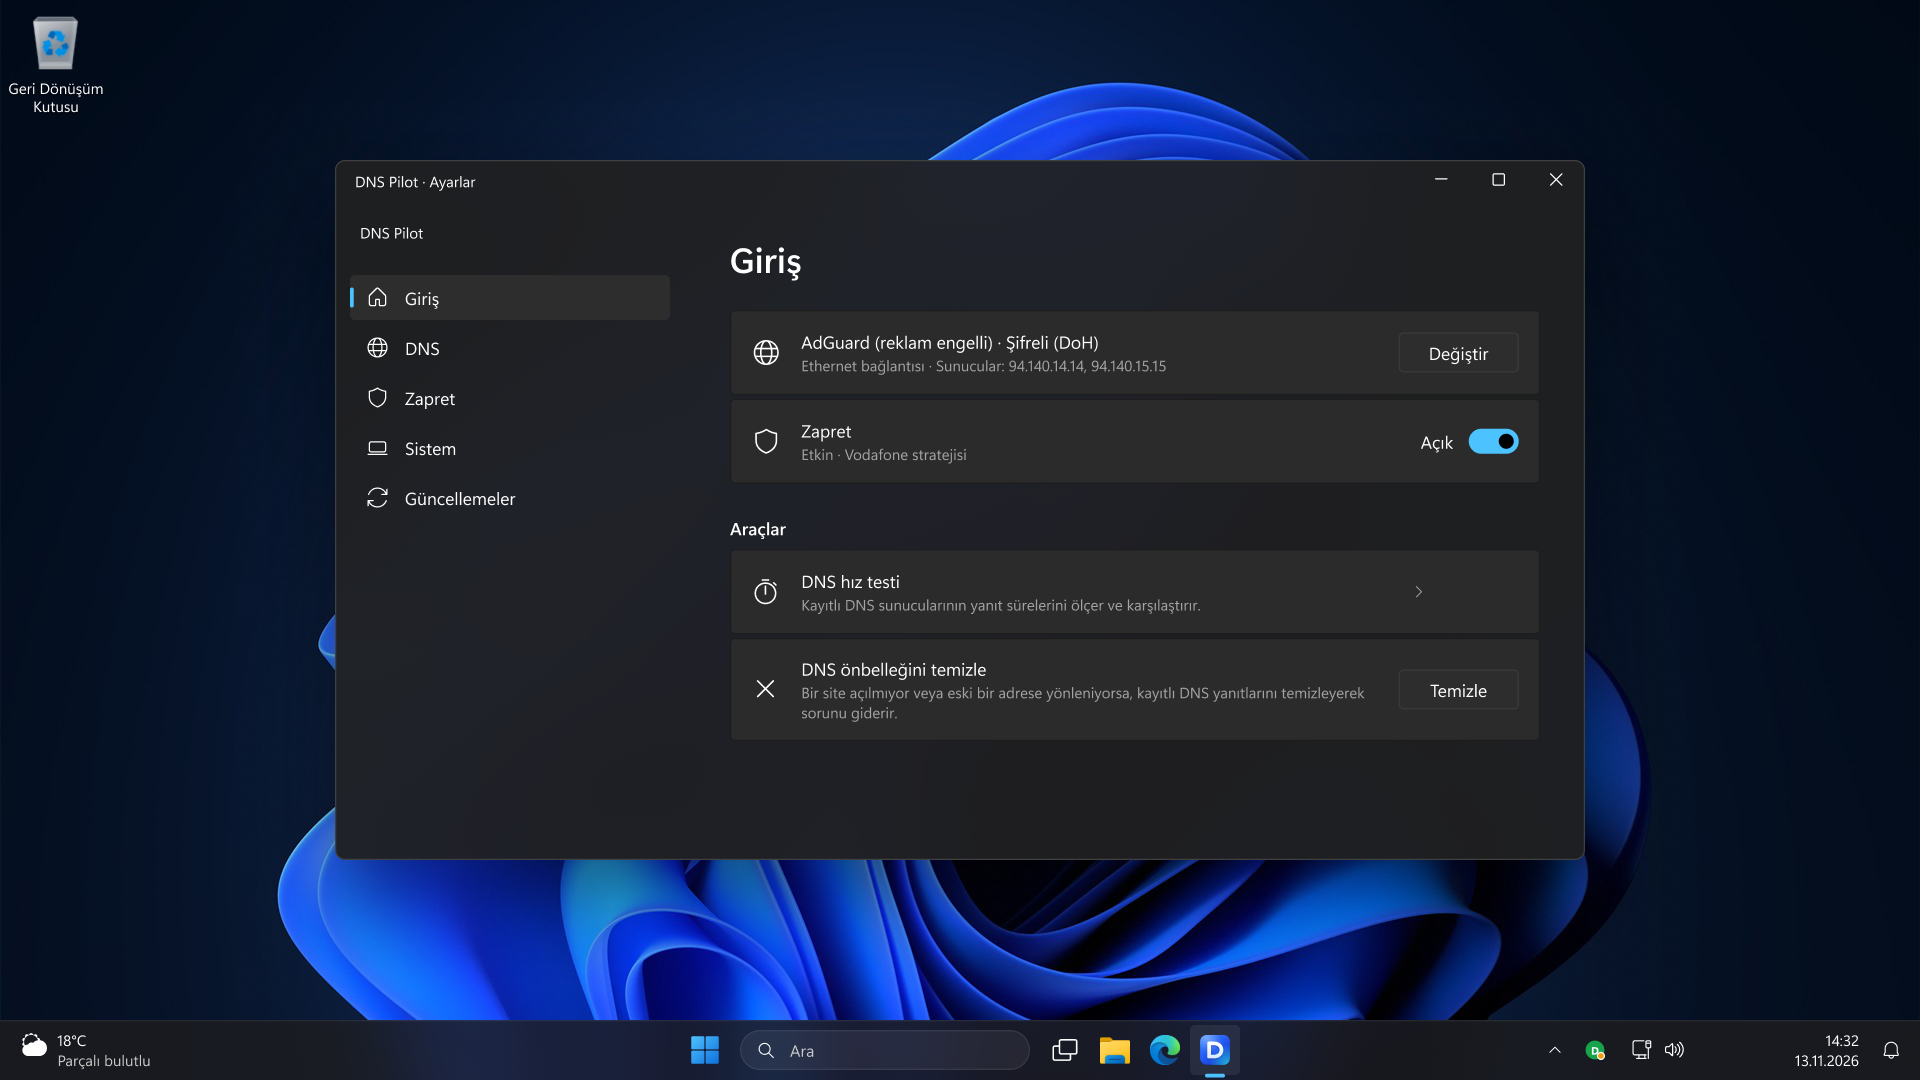 Geri Dönüşüm
Kutusu
DNS Pilot · Ayarlar
DNS Pilot
Giriş
DNS
Zapret
Sistem
Güncellemeler
Giriş
AdGuard (reklam engelli) · Şifreli (DoH)
Ethernet bağlantısı · Sunucular: 94.140.14.14, 94.140.15.15
Değiştir
Zapret
Etkin · Vodafone stratejisi
Açık
Araçlar
DNS hız testi
Kayıtlı DNS sunucularının yanıt sürelerini ölçer ve karşılaştırır.
DNS önbelleğini temizle
Bir site açılmıyor veya eski bir adrese yönleniyorsa, kayıtlı DNS yanıtlarını temizleyerek
sorunu giderir.
Temizle
18°C
Parçalı bulutlu
Ara
D
D
14:32
13.11.2026